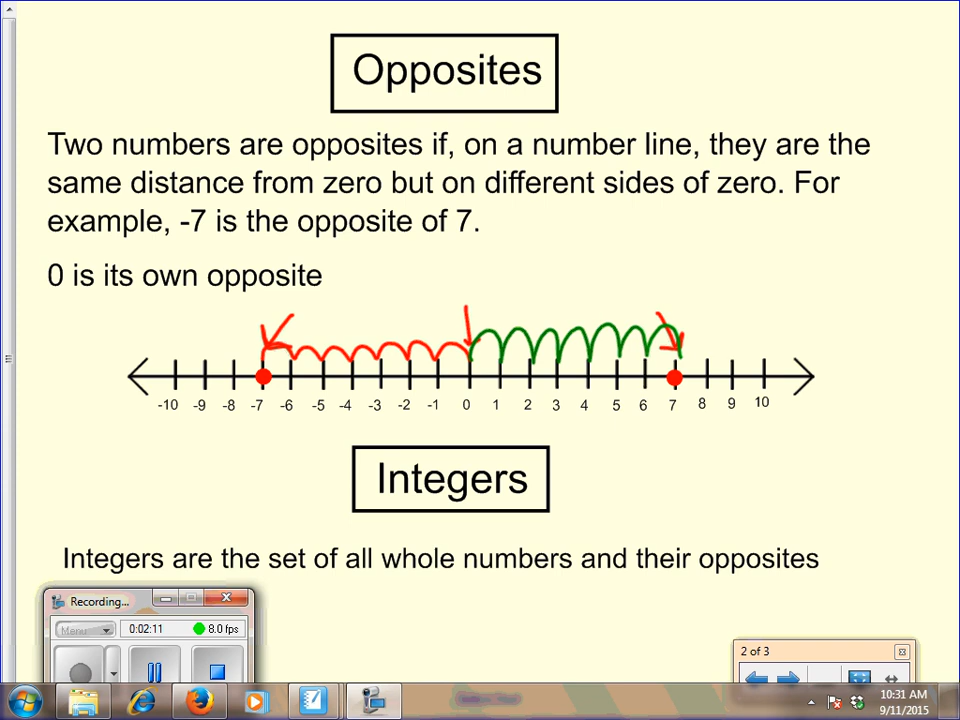 Opposites
Two numbers are opposites if, on a number line, they are the
same distance from zero but on different sides of zero. For
example, -7 is the opposite of 7.
0 is its own opposite
-10 -9 -8 -7 -6 -5 -4 -3 -2 -1 0 1 2 3 4 5 6 7 8 9 10
Integers
Integers are the set of all whole numbers and their opposites
Recording...
Menu 0:02:11 8.0 fps
2 of 3
10:31 AM
9/11/2015